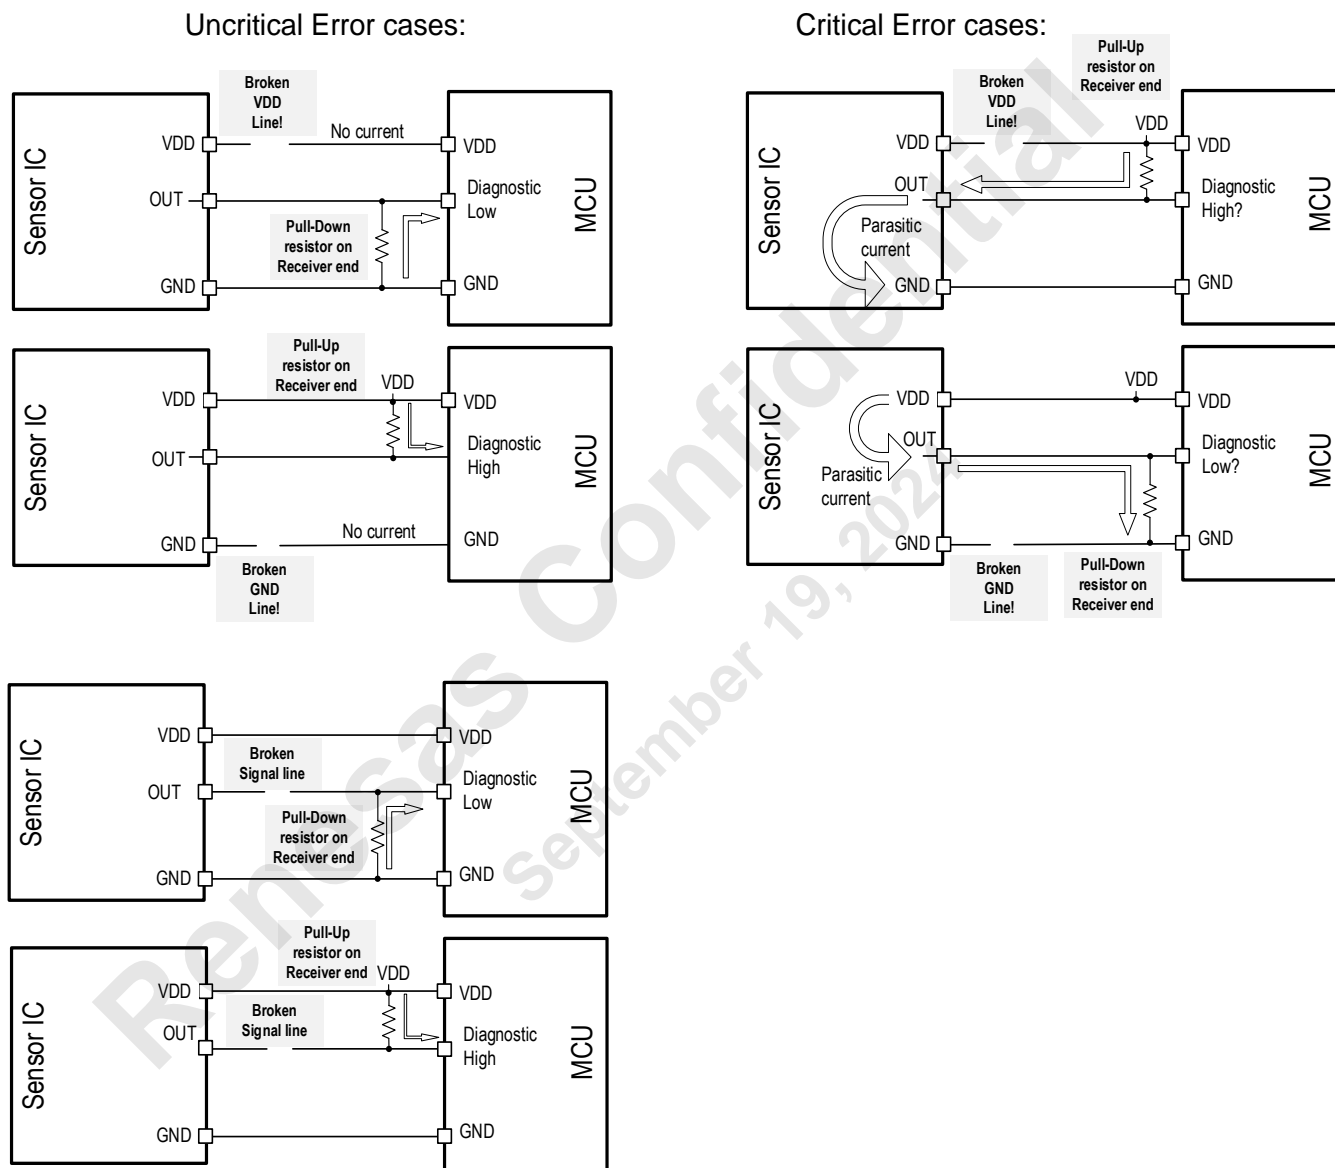 Uncritical Error cases:
Critical Error cases:
Sensor IC
Broken
VDD
Line!
No current
VDD
VDD
OUT
Diagnostic
Low
Pull-Down
resistor on
Receiver end
GND
GND
MCU
Sensor IC
Pull-Up
resistor on
Receiver end
VDD
VDD
VDD
OUT
Diagnostic
High
GND
No current
GND
Broken
GND
Line!
MCU
Sensor IC
VDD
VDD
Broken
Signal line
OUT
Diagnostic
Low
Pull-Down
resistor on
Receiver end
GND
GND
MCU
Sensor IC
Pull-Up
resistor on
Receiver end
VDD
VDD
VDD
Broken
Signal line
OUT
Diagnostic
High
GND
GND
MCU
Sensor IC
Broken
VDD
Line!
Pull-Up
resistor on
Receiver end
VDD
VDD
VDD
OUT
Diagnostic
High?
Parasitic
current
GND
GND
MCU
Sensor IC
VDD
VDD
VDD
OUT
Diagnostic
Low?
Parasitic
current
GND
GND
Broken
GND
Line!
Pull-Down
resistor on
Receiver end
MCU
Renesas Confidential
September 19, 2024